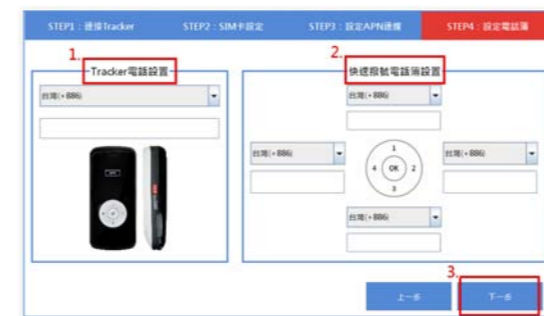 STEP1：連接Tracker
STEP2：SIM卡設定
STEP3：設定APN連線
STEP4：設定電話簿
1.
Tracker電話設置
台灣(+886)
2.
快速撥號電話簿設置
台灣(+886)
台灣(+886)
1
4 OK 2
3
台灣(+886)
台灣(+886)
3.
上一步
下一步